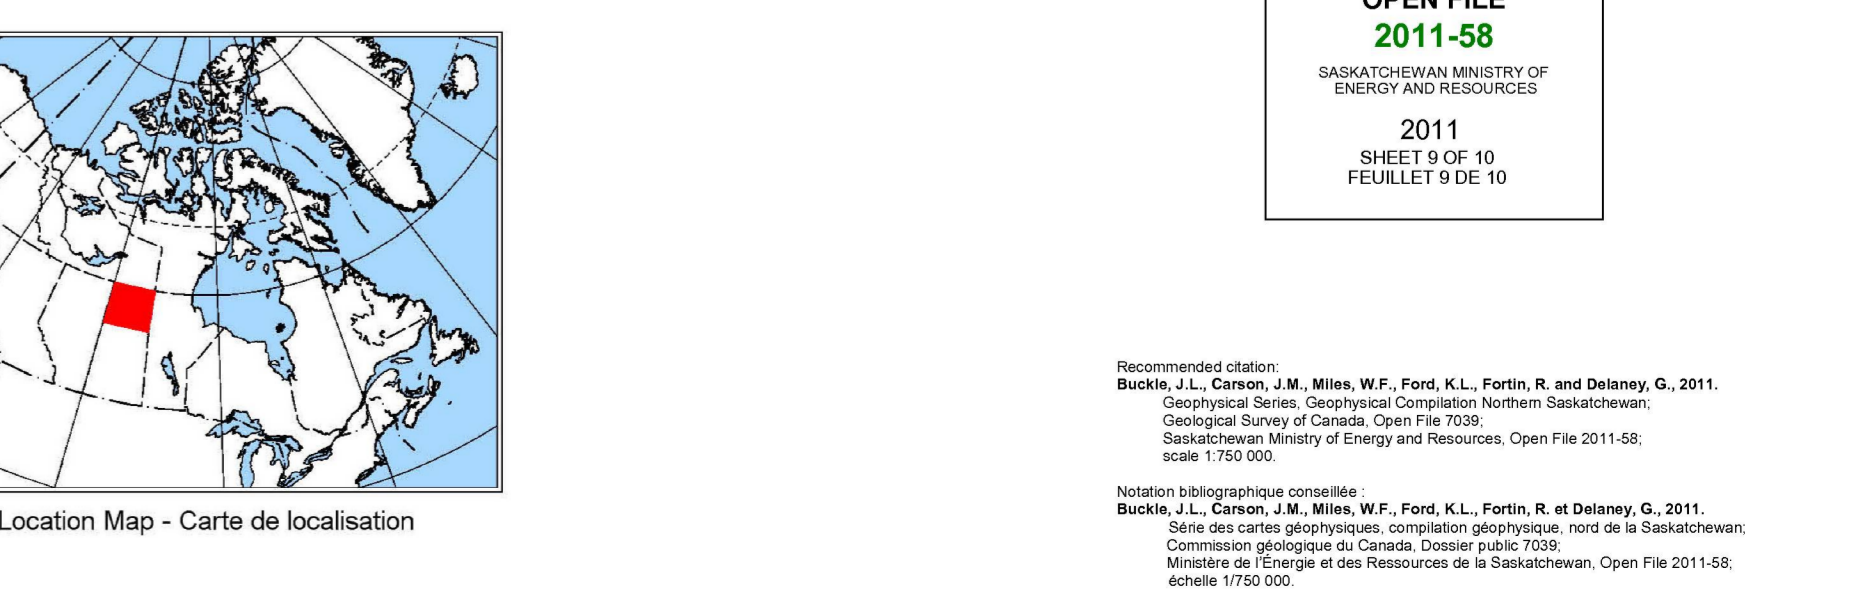 OPEN FILE
2011-58
SASKATCHEWAN MINISTRY OF
ENERGY AND RESOURCES
2011
SHEET 9 OF 10
FEUILLET 9 DE 10
Location Map - Carte de localisation
Recommended citation:
Buckle, J.L., Carson, J.M., Miles, W.F., Ford, K.L., Fortin, R. and Delaney, G., 2011.
Geophysical Series, Geophysical Compilation Northern Saskatchewan;
Geological Survey of Canada, Open File 7039;
Saskatchewan Ministry of Energy and Resources, Open File 2011-58;
scale 1:750 000.
Notation bibliographique conseillée :
Buckle, J.L., Carson, J.M., Miles, W.F., Ford, K.L., Fortin, R. et Delaney, G., 2011.
Série des cartes géophysiques, compilation géophysique, nord de la Saskatchewan;
Commission géologique du Canada, Dossier public 7039;
Ministère de l'Énergie et des Ressources de la Saskatchewan, Open File 2011-58;
échelle 1/750 000.